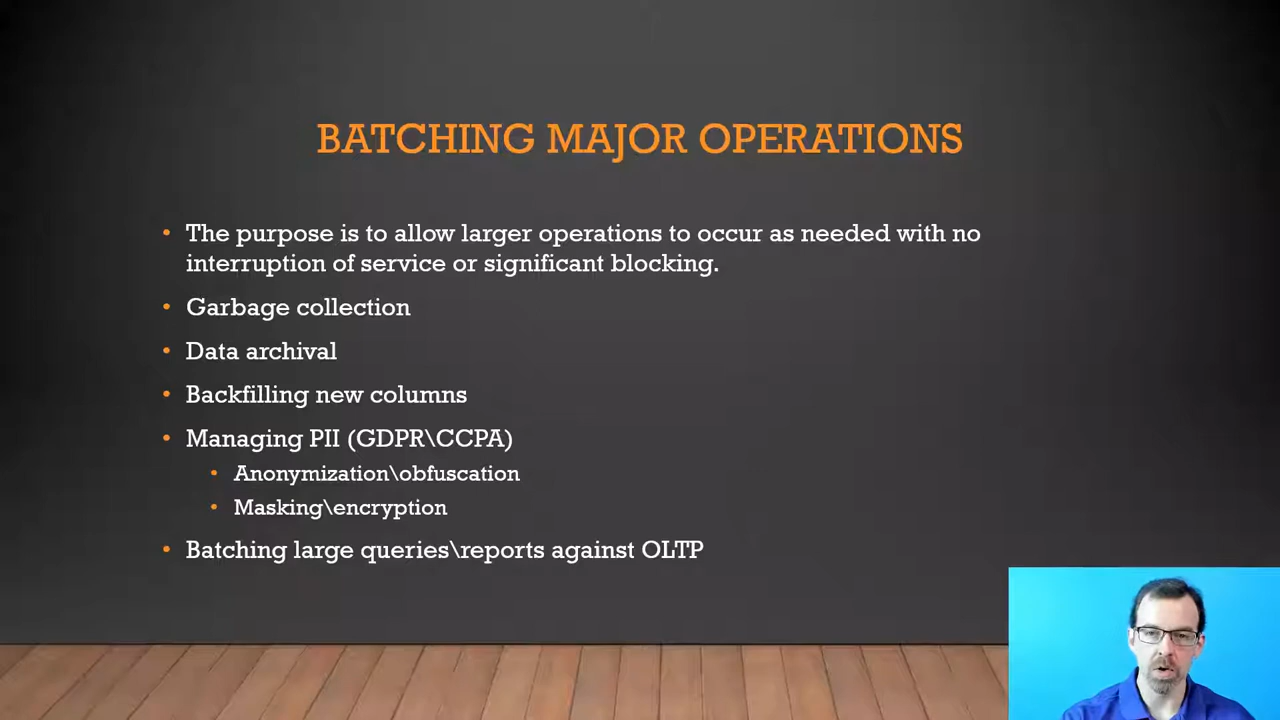 BATCHING MAJOR OPERATIONS
• The purpose is to allow larger operations to occur as needed with no
interruption of service or significant blocking.
• Garbage collection
• Data archival
• Backfilling new columns
• Managing PII (GDPR\CCPA)
• Anonymization\obfuscation
• Masking\encryption
• Batching large queries\reports against OLTP